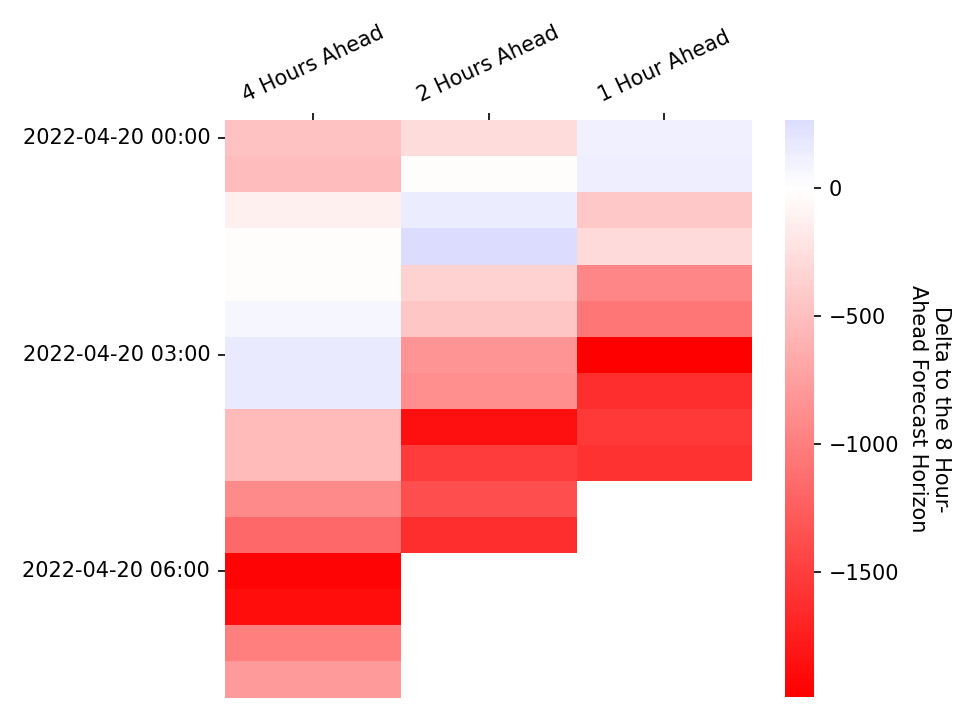 4 Hours Ahead
2 Hours Ahead
1 Hour Ahead
2022-04-20 00:00
2022-04-20 03:00
2022-04-20 06:00
0
−500
−1000
−1500
Delta to the 8 Hour-
Ahead Forecast Horizon